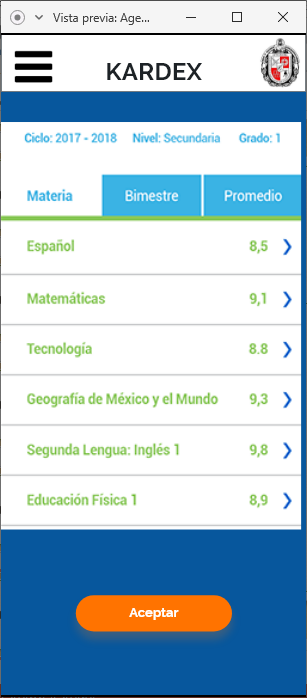 Vista previa: Age...
KARDEX
Ciclo: 2017 - 2018 Nivel: Secundaria Grado: 1
Materia Bimestre Promedio
Español 8,5
Matemáticas 9,1
Tecnología 8.8
Geografía de México y el Mundo 9,3
Segunda Lengua: Inglés 1 9,8
Educación Física 1 8,9
Aceptar